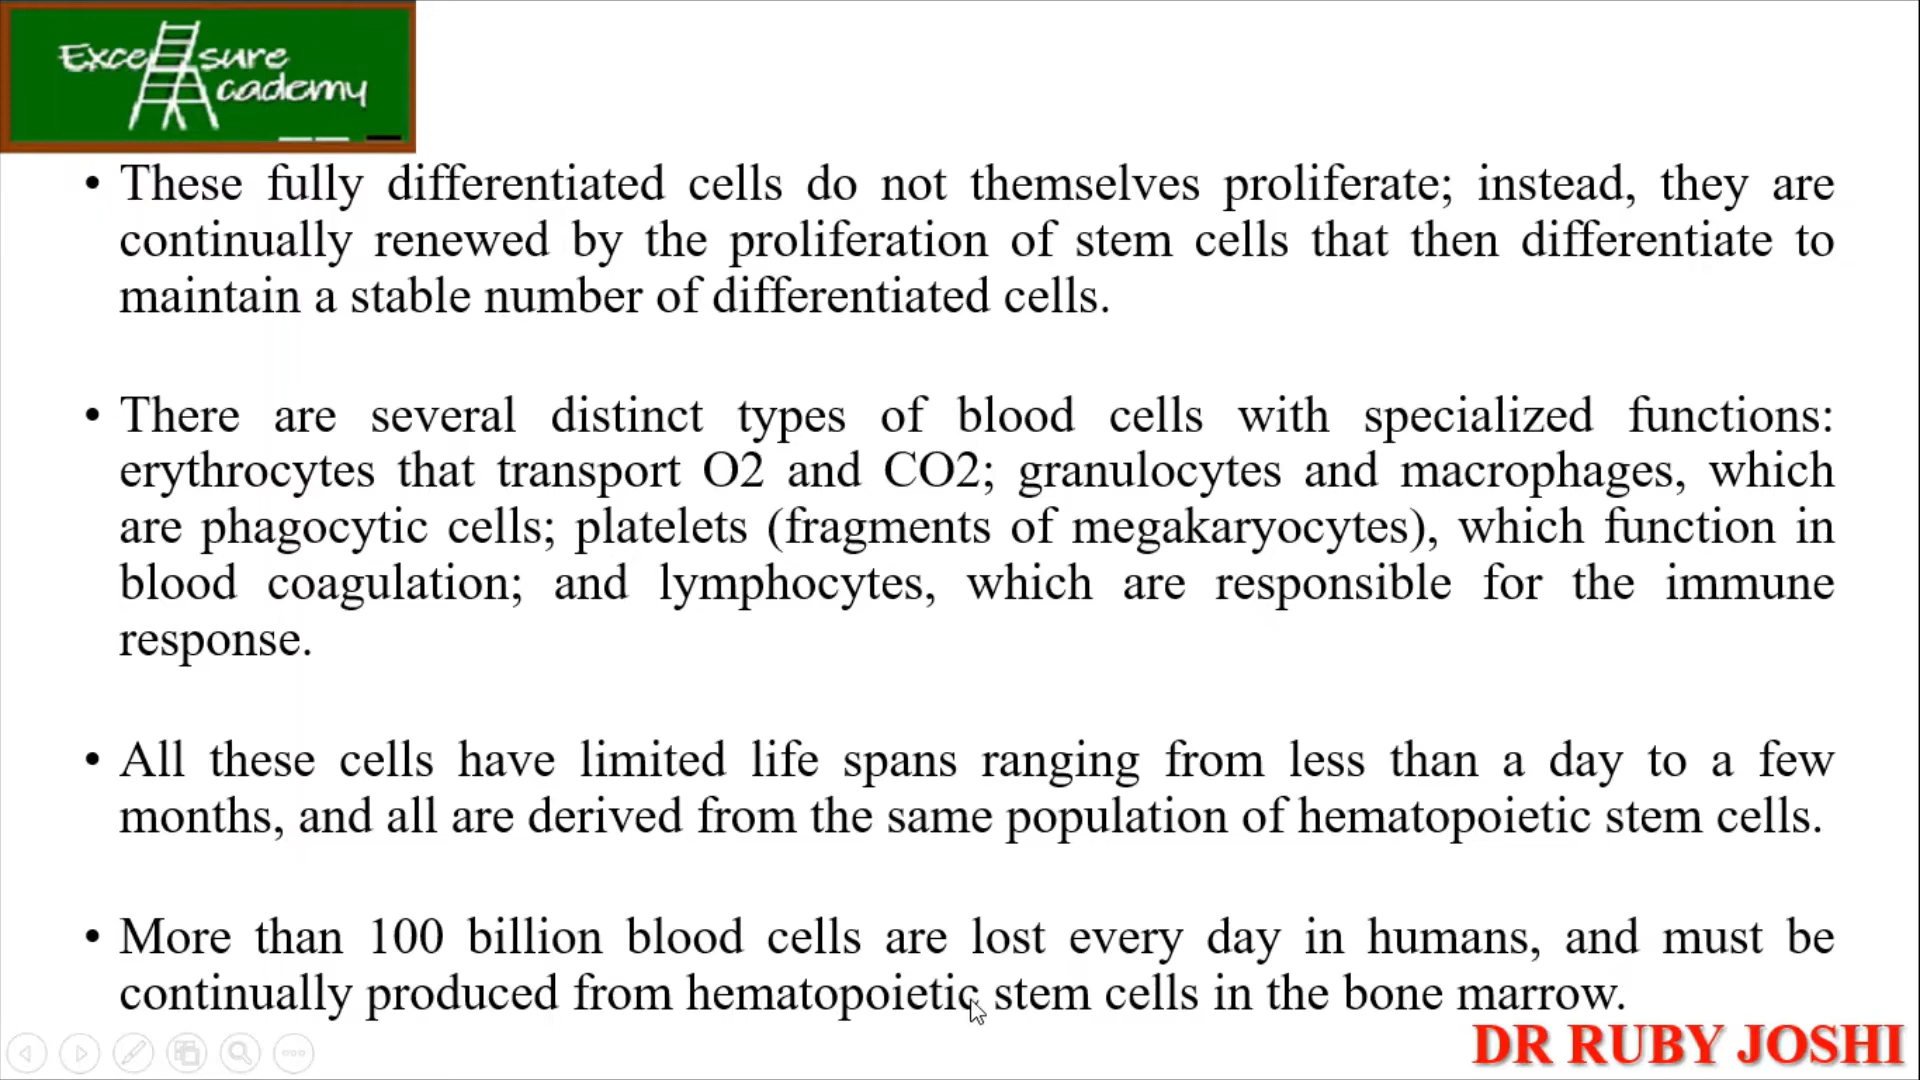 Excelsure
Academy
• These fully differentiated cells do not themselves proliferate; instead, they are
continually renewed by the proliferation of stem cells that then differentiate to
maintain a stable number of differentiated cells.
• There are several distinct types of blood cells with specialized functions:
erythrocytes that transport O2 and CO2; granulocytes and macrophages, which
are phagocytic cells; platelets (fragments of megakaryocytes), which function in
blood coagulation; and lymphocytes, which are responsible for the immune
response.
• All these cells have limited life spans ranging from less than a day to a few
months, and all are derived from the same population of hematopoietic stem cells.
• More than 100 billion blood cells are lost every day in humans, and must be
continually produced from hematopoietic stem cells in the bone marrow.
DR RUBY JOSHI